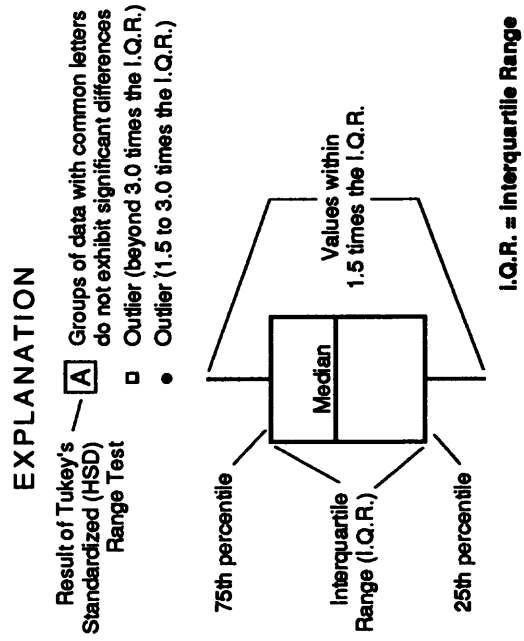 EXPLANATION
Result of Tukey's
Standardized (HSD)
Range Test
A
Groups of data with common letters
do not exhibit significant differences
Outlier (beyond 3.0 times the I.Q.R.)
Outlier (1.5 to 3.0 times the I.Q.R.)
75th percentile
Median
Interquartile
Range (I.Q.R.)
Values within
1.5 times the I.Q.R.
25th percentile
I.Q.R. = Interquartile Range